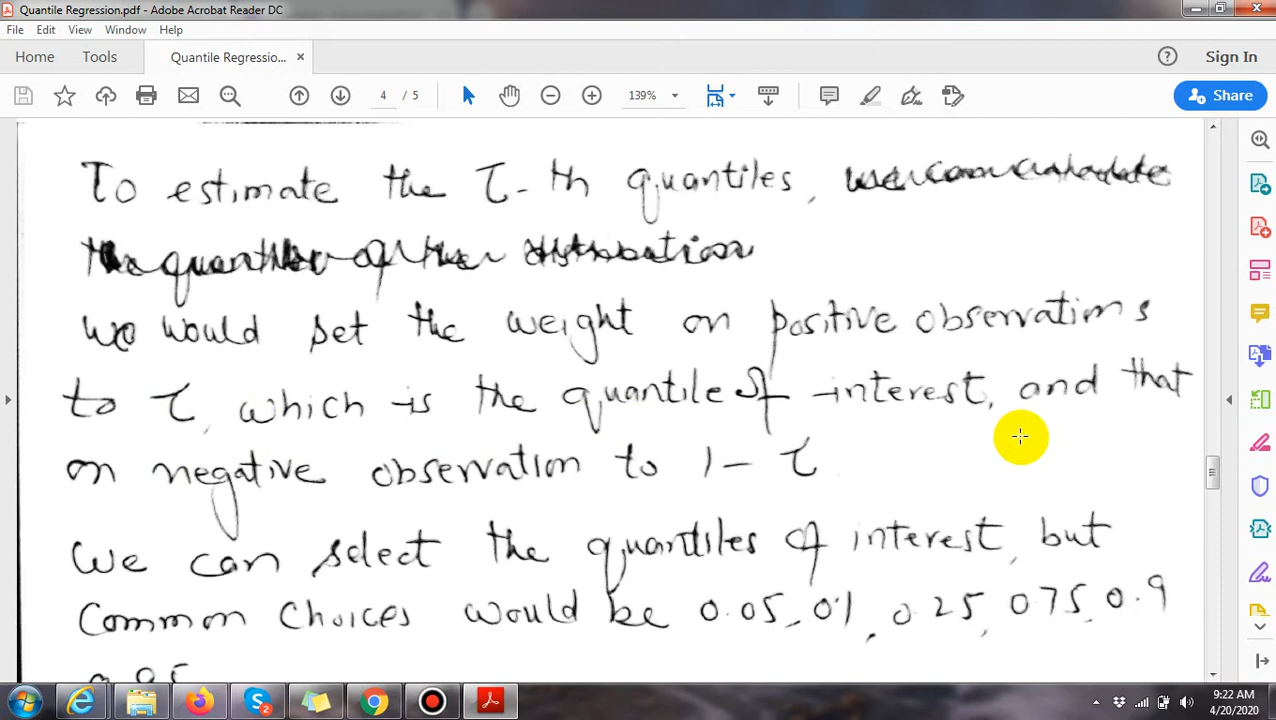 Quantile Regression.pdf - Adobe Acrobat Reader DC
File Edit View Window Help
Home Tools Quantile Regressio... × Sign In
4 / 5 139% Share
To estimate the τ-th quantiles,
we would set the weight on positive observations
to τ, which is the quantile of interest, and that
on negative observation to 1-τ
We can select the quantiles of interest, but
Common Choices would be 0.05, 0.1, 0.25, 0.75, 0.9
0.95
9:22 AM
4/20/2020